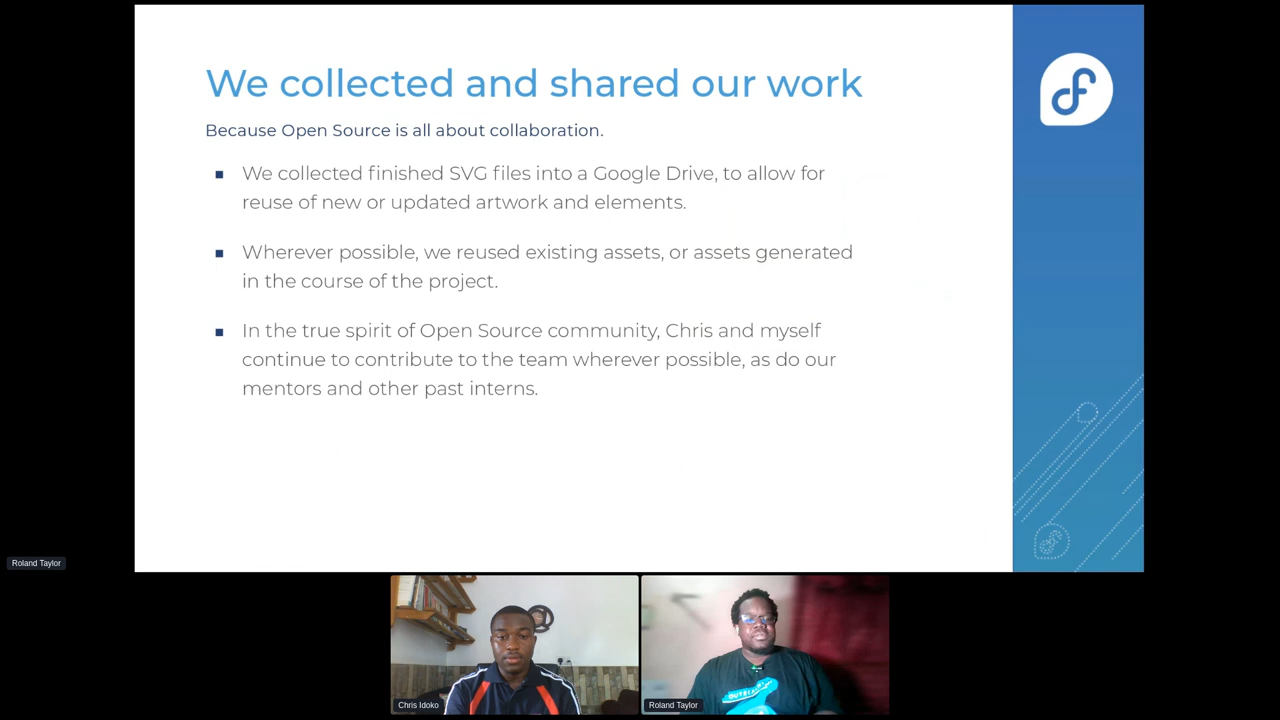 We collected and shared our work
Because Open Source is all about collaboration.
We collected finished SVG files into a Google Drive, to allow for
reuse of new or updated artwork and elements.
Wherever possible, we reused existing assets, or assets generated
in the course of the project.
In the true spirit of Open Source community, Chris and myself
continue to contribute to the team wherever possible, as do our
mentors and other past interns.
Roland Taylor
Chris Idoko
Roland Taylor